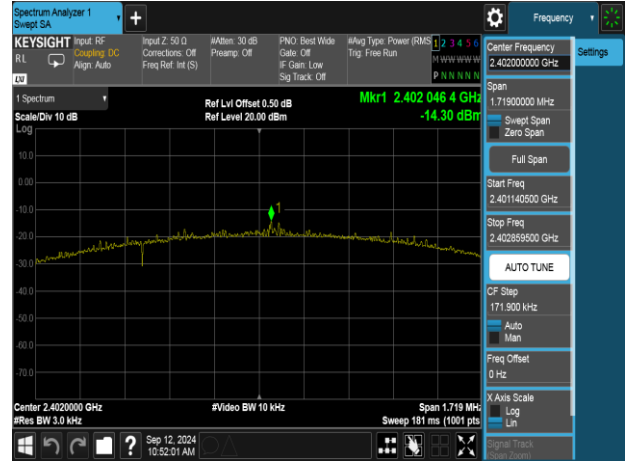 Spectrum Analyzer 1
Swept SA
+
Frequency
KEYSIGHT
RL
LXI
Input: RF
Coupling: DC
Align: Auto
Input Z: 50 Ω
Corrections: Off
Freq Ref: Int (S)
#Atten: 30 dB
Preamp: Off
PNO: Best Wide
Gate: Off
IF Gain: Low
Sig Track: Off
#Avg Type: Power (RMS
Trig: Free Run
1 2 3 4 5 6
M W W W W W
P N N N N N
Center Frequency
2.402000000 GHz
Settings
Span
1.71900000 MHz
Swept Span
Zero Span
Full Span
Start Freq
2.401140500 GHz
Stop Freq
2.402859500 GHz
AUTO TUNE
CF Step
171.900 kHz
Auto
Man
Freq Offset
0 Hz
X Axis Scale
Log
Lin
Signal Track
(Span Zoom)
1 Spectrum
Scale/Div 10 dB
Log
Ref Lvl Offset 0.50 dB
Ref Level 20.00 dBm
Mkr1 2.402 046 4 GHz
-14.30 dBm
10.0
0.00
-10.0
-20.0
-30.0
-40.0
-50.0
-60.0
-70.0
1
Center 2.4020000 GHz
#Res BW 3.0 kHz
#Video BW 10 kHz
Span 1.719 MHz
Sweep 181 ms (1001 pts
?
Sep 12, 2024
10:52:01 AM